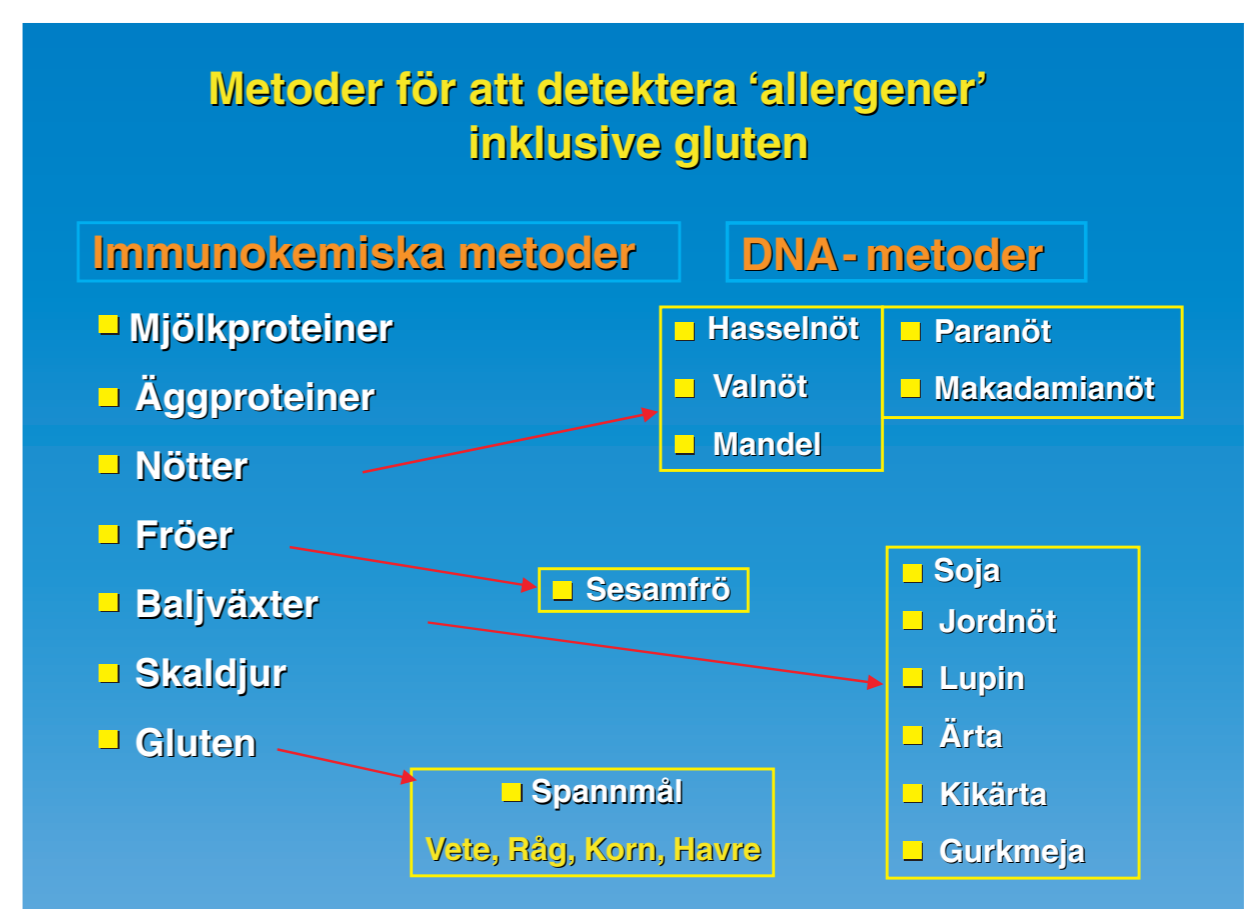 Metoder för att detektera ‘allergener’
inklusive gluten
Immunokemiska metoder
Mjölkproteiner
Äggproteiner
Nötter
Fröer
Baljväxter
Skaldjur
Gluten
DNA - metoder
Hasselnöt
Valnöt
Mandel
Paranöt
Makadamianöt
Sesamfrö
Soja
Jordnöt
Lupin
Ärta
Kikärta
Gurkmeja
Spannmål
Vete, Råg, Korn, Havre